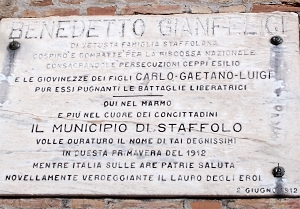 BENEDETTO GIANFELIGI
DI VETUSTA FAMIGLIA STAFFOLANA
COSPIRÒ E COMBATTÈ PER LA RISCOSSA NAZIONALE
CONSACRANDOLE PERSECUZIONI CEPPI ESILIO
E LE GIOVINEZZE DEI FIGLI CARLO-GAETANO-LUIGI
PUR ESSI PUGNANTI LE BATTAGLIE LIBERATRICI
QUI NEL MARMO
E PIÙ NEL CUORE DEI CONCITTADINI
IL MUNICIPIO DI STAFFOLO
VOLLE DURATURO IL NOME DI TAI DEGNISSIMI
IN QUESTA PRIMAVERA DEL 1912
MENTRE ITALIA SULLE ARE PATRIE SALUTA
NOVELLAMENTE VERDEGGIANTE IL LAURO DEGLI EROI
2 GIUGNO 1912